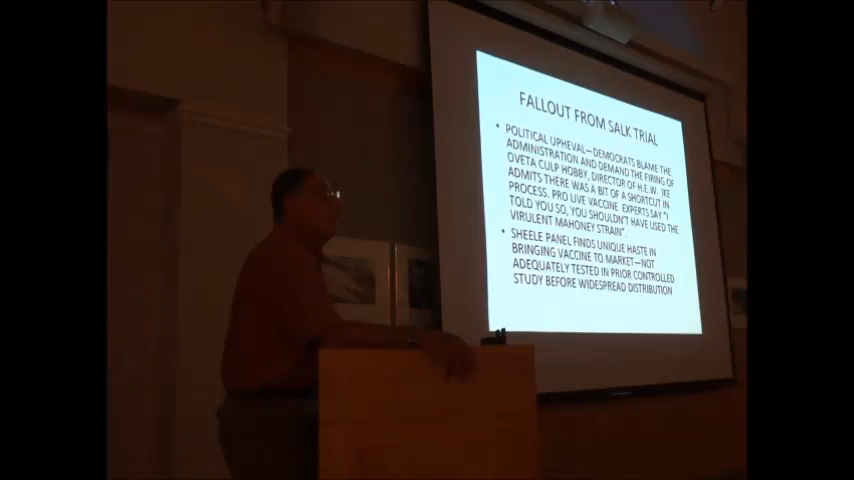 FALLOUT FROM SALK TRIAL
• POLITICAL UPHEVAL—DEMOCRATS BLAME THE
ADMINISTRATION AND DEMAND THE FIRING OF
OVETA CULP HOBBY, DIRECTOR OF H.E.W. IKE
ADMITS THERE WAS A BIT OF A SHORTCUT IN
PROCESS. PRO LIVE VACCINE EXPERTS SAY "I
TOLD YOU SO, YOU SHOULDN'T HAVE USED THE
VIRULENT MAHONEY STRAIN".
• SHEELE PANEL FINDS UNIQUE HASTE IN
BRINGING VACCINE TO MARKET—NOT
ADEQUATELY TESTED IN PRIOR CONTROLLED
STUDY BEFORE WIDESPREAD DISTRIBUTION